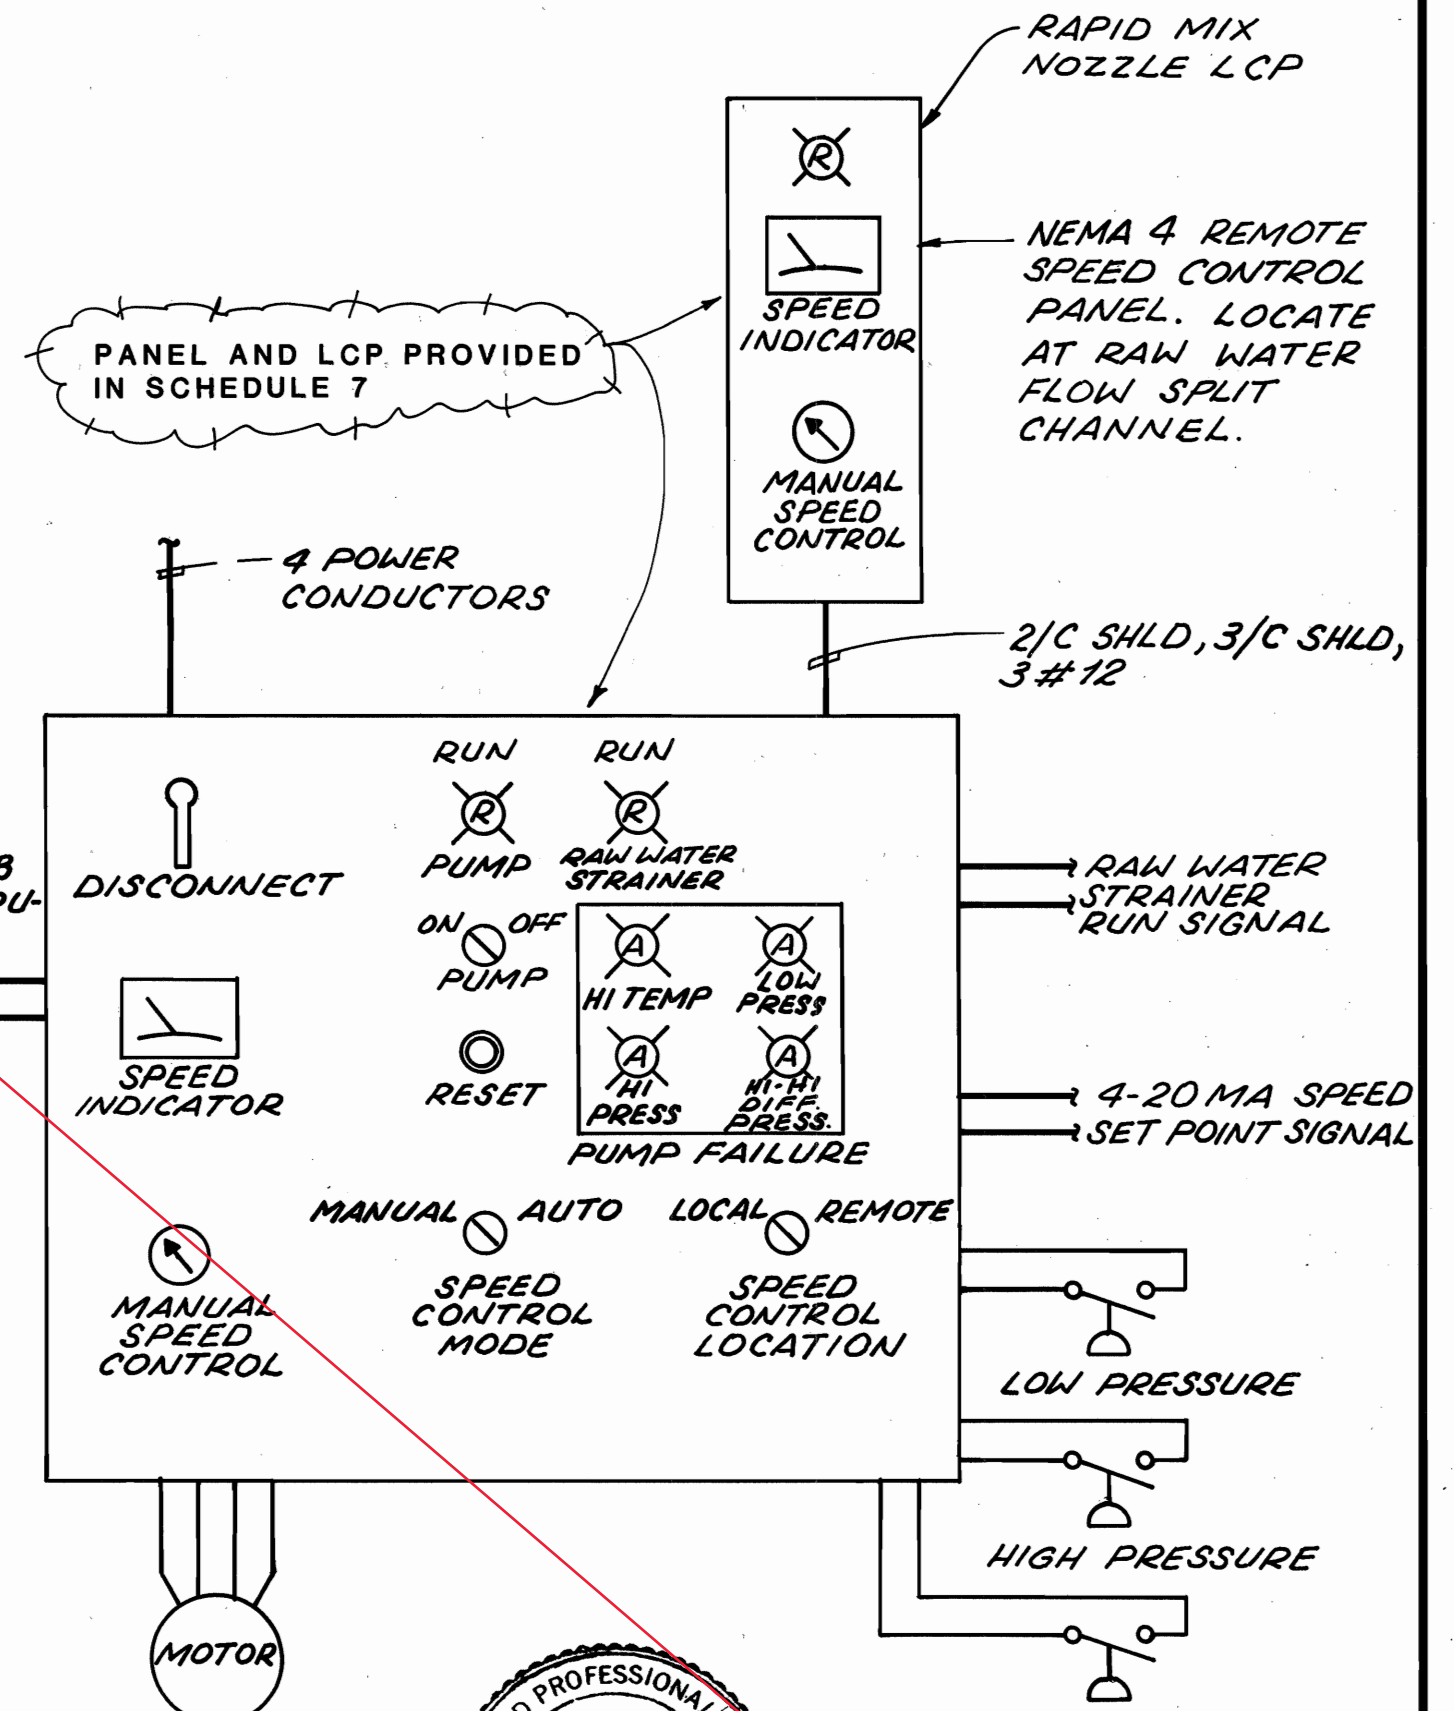 RAPID MIX
NOZZLE LCP
R
NEMA 4 REMOTE
SPEED CONTROL
PANEL. LOCATE
AT RAW WATER
FLOW SPLIT
CHANNEL.
SPEED
INDICATOR
PANEL AND LCP PROVIDED
IN SCHEDULE 7
MANUAL
SPEED
CONTROL
4 POWER
CONDUCTORS
2/C SHLD, 3/C SHLD,
3#12
RUN
R
PUMP
RUN
R
RAW WATER
STRAINER
DISCONNECT
ON OFF
PUMP
RESET
A
HI TEMP
A
LOW
PRESS
A
HI
PRESS
A
HI-HI
DIFF.
PRESS.
PUMP FAILURE
SPEED
INDICATOR
MANUAL
SPEED
CONTROL
MANUAL AUTO
SPEED
CONTROL
MODE
LOCAL REMOTE
SPEED
CONTROL
LOCATION
RAW WATER
STRAINER
RUN SIGNAL
4-20 MA SPEED
SET POINT SIGNAL
LOW PRESSURE
HIGH PRESSURE
MOTOR
PROFESSIONAL